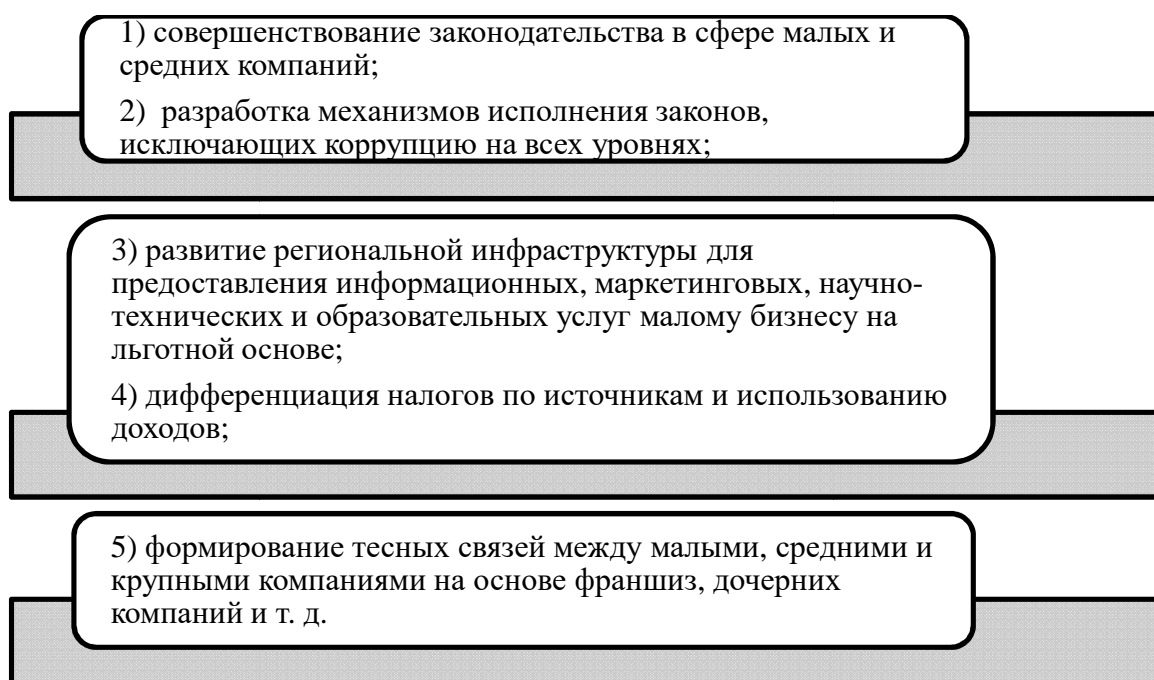 1) совершенствование законодательства в сфере малых и
средних компаний;
2) разработка механизмов исполнения законов,
исключающих коррупцию на всех уровнях;
3) развитие региональной инфраструктуры для
предоставления информационных, маркетинговых, научно-
технических и образовательных услуг малому бизнесу на
льготной основе;
4) дифференциация налогов по источникам и использованию
доходов;
5) формирование тесных связей между малыми, средними и
крупными компаниями на основе франшиз, дочерних
компаний и т. д.